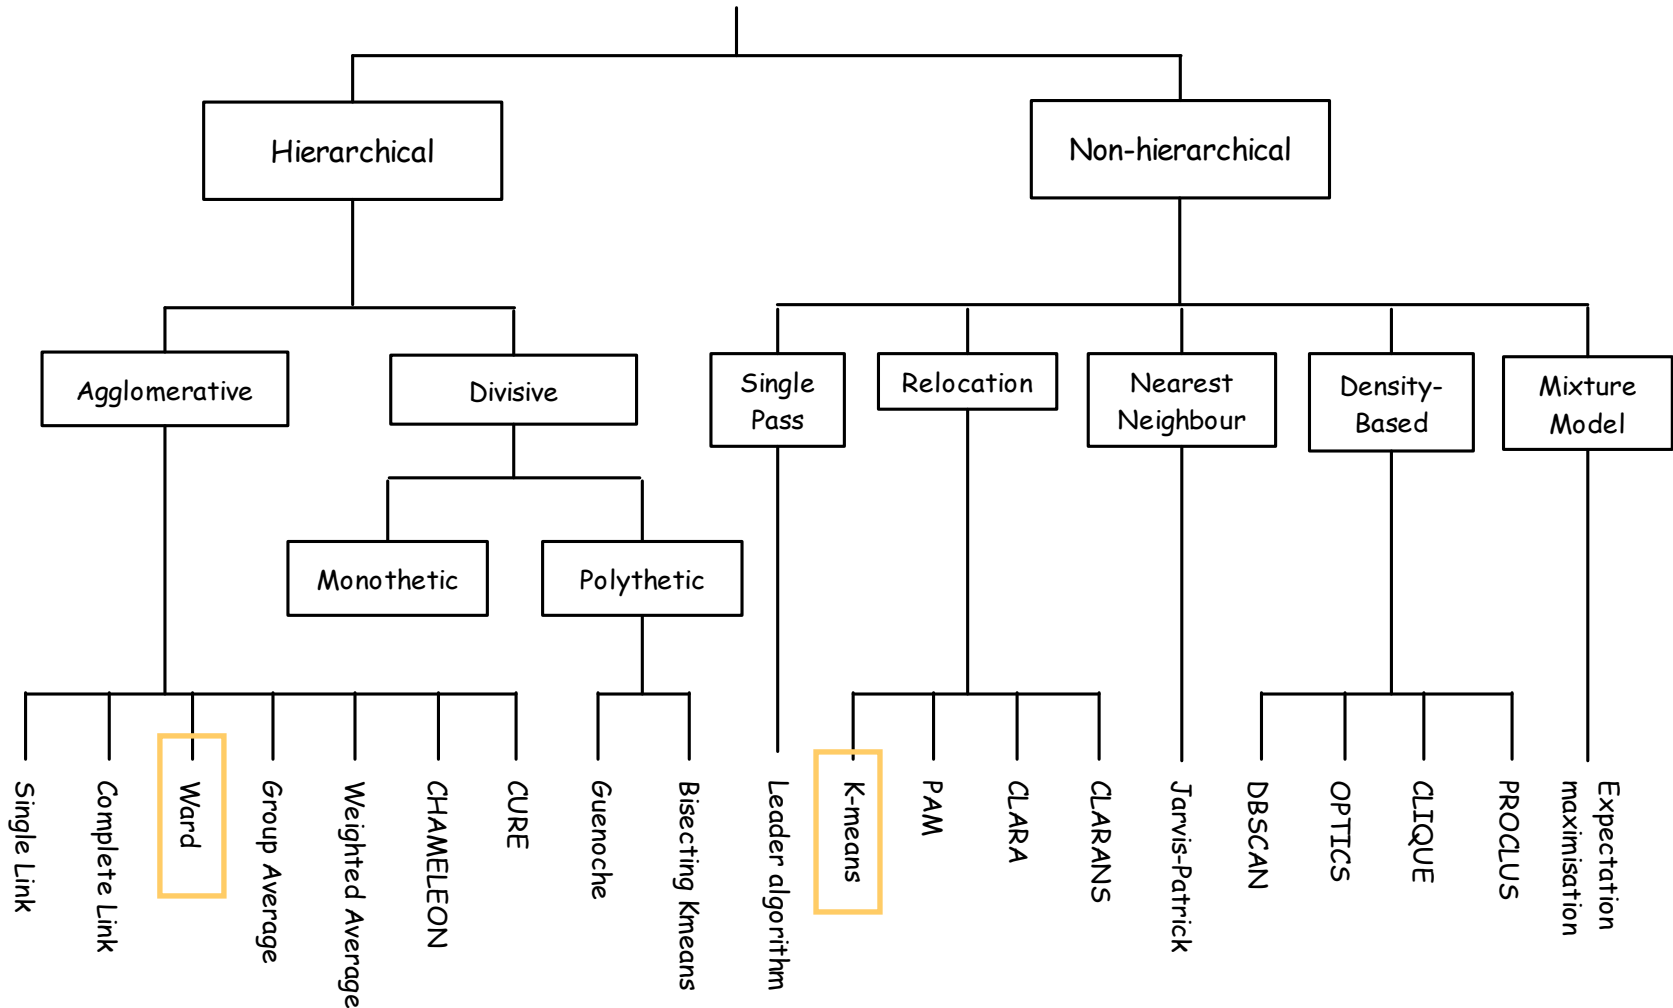 Hierarchical
Non-hierarchical
Agglomerative
Divisive
Single
Pass
Relocation
Nearest
Neighbour
Density-
Based
Mixture
Model
Monothetic
Polythetic
Single Link
Complete Link
Ward
Group Average
Weighted Average
CHAMELEON
CURE
Guenoche
Bisecting Kmeans
Leader algorithm
K-means
PAM
CLARA
CLARANS
Jarvis-Patrick
DBSCAN
OPTICS
CLIQUE
PROCLUS
Expectation
maximisation